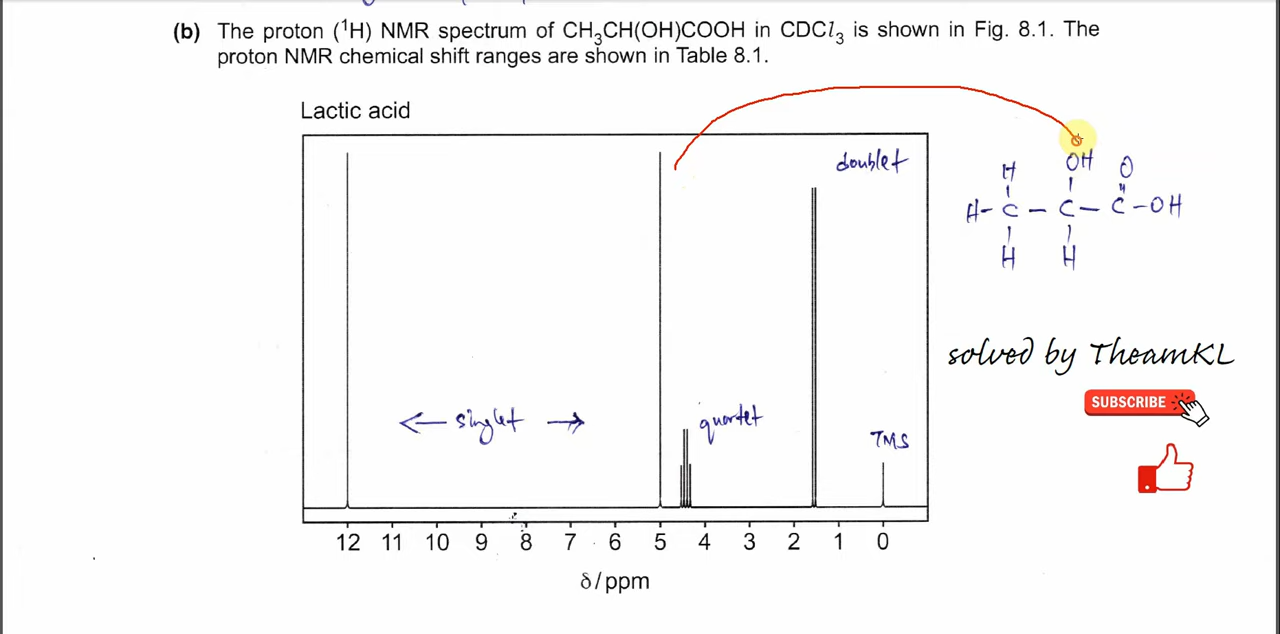 (b) The proton (¹H) NMR spectrum of CH₃CH(OH)COOH in CDCl₃ is shown in Fig. 8.1. The
proton NMR chemical shift ranges are shown in Table 8.1.
Lactic acid
doublet
H OH O
H- C - C - C -OH
H H
solved by TheamKL
SUBSCRIBE
← singlet →
quartet
TMS
12 11 10 9 8 7 6 5 4 3 2 1 0
δ/ppm